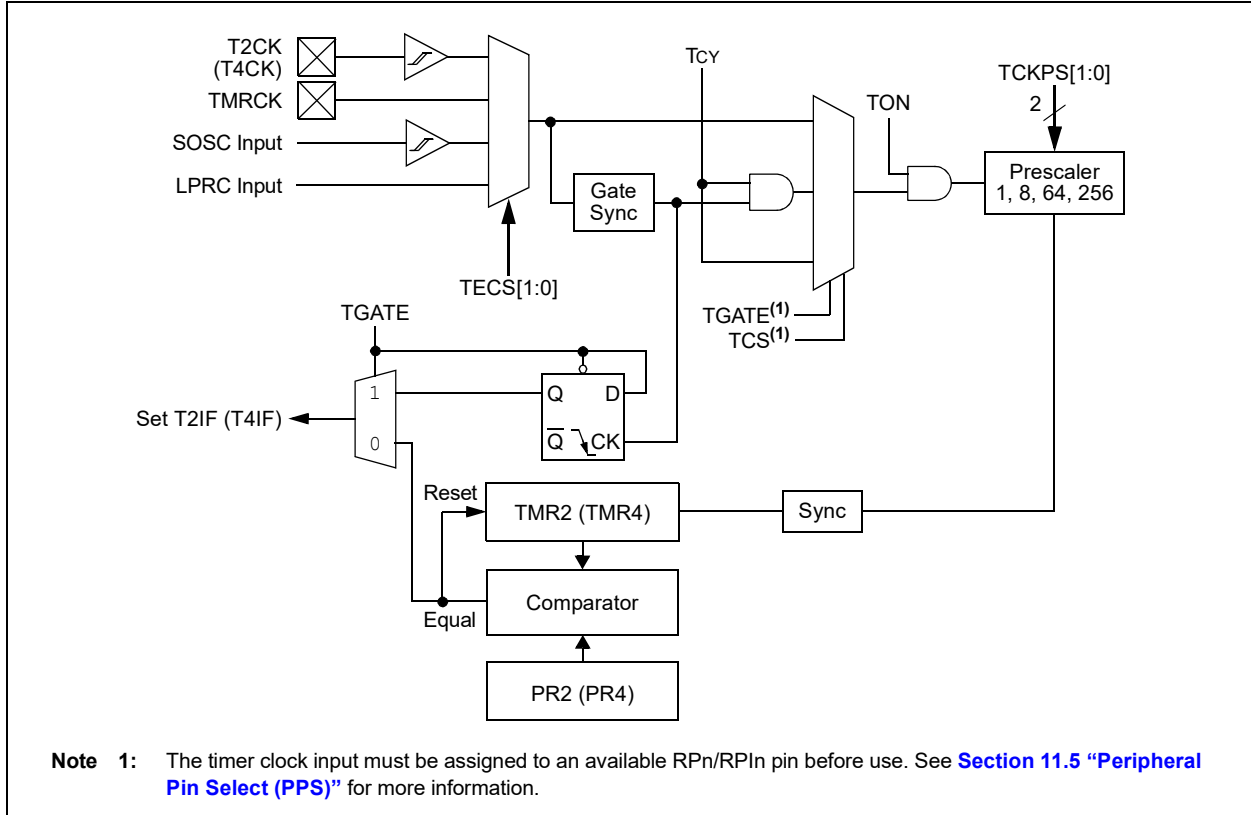 T2CK
(T4CK)
TMRCK
SOSC Input
LPRC Input
TECS[1:0]
Gate
Sync
TCY
TGATE(1)
TCS(1)
TON
TCKPS[1:0]
2
Prescaler
1, 8, 64, 256
TGATE
1
0
Set T2IF (T4IF)
Q D
Q CK
Reset
TMR2 (TMR4)
Sync
Equal
Comparator
PR2 (PR4)
Note 1: The timer clock input must be assigned to an available RPn/RPIn pin before use. See Section 11.5 “Peripheral
Pin Select (PPS)” for more information.